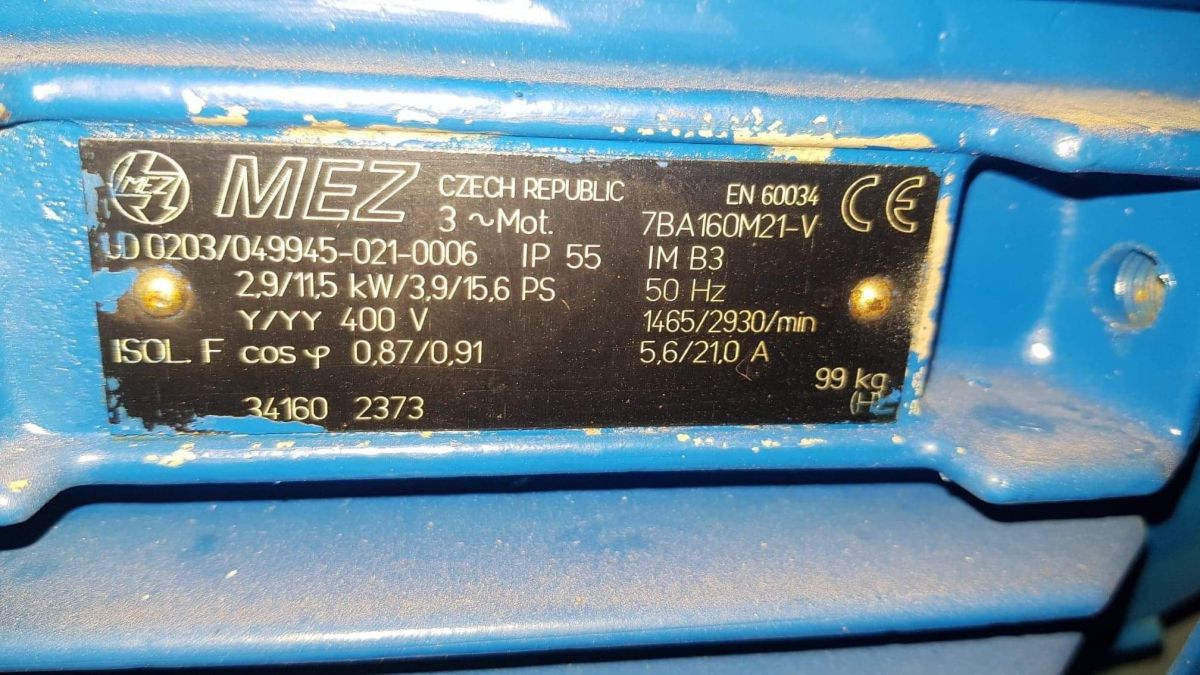 MEZ MEZ CZECH REPUBLIC EN 60034 CE
3 ~Mot. 7BA160M21-V
0203/049945-021-0006 IP 55 IM B3
2,9/11,5 kW/3,9/15,6 PS 50 Hz
Y/YY 400 V 1465/2930/min
ISOL. F cos φ 0,87/0,91 5,6/21,0 A
99 kg
34160 2373 (H)